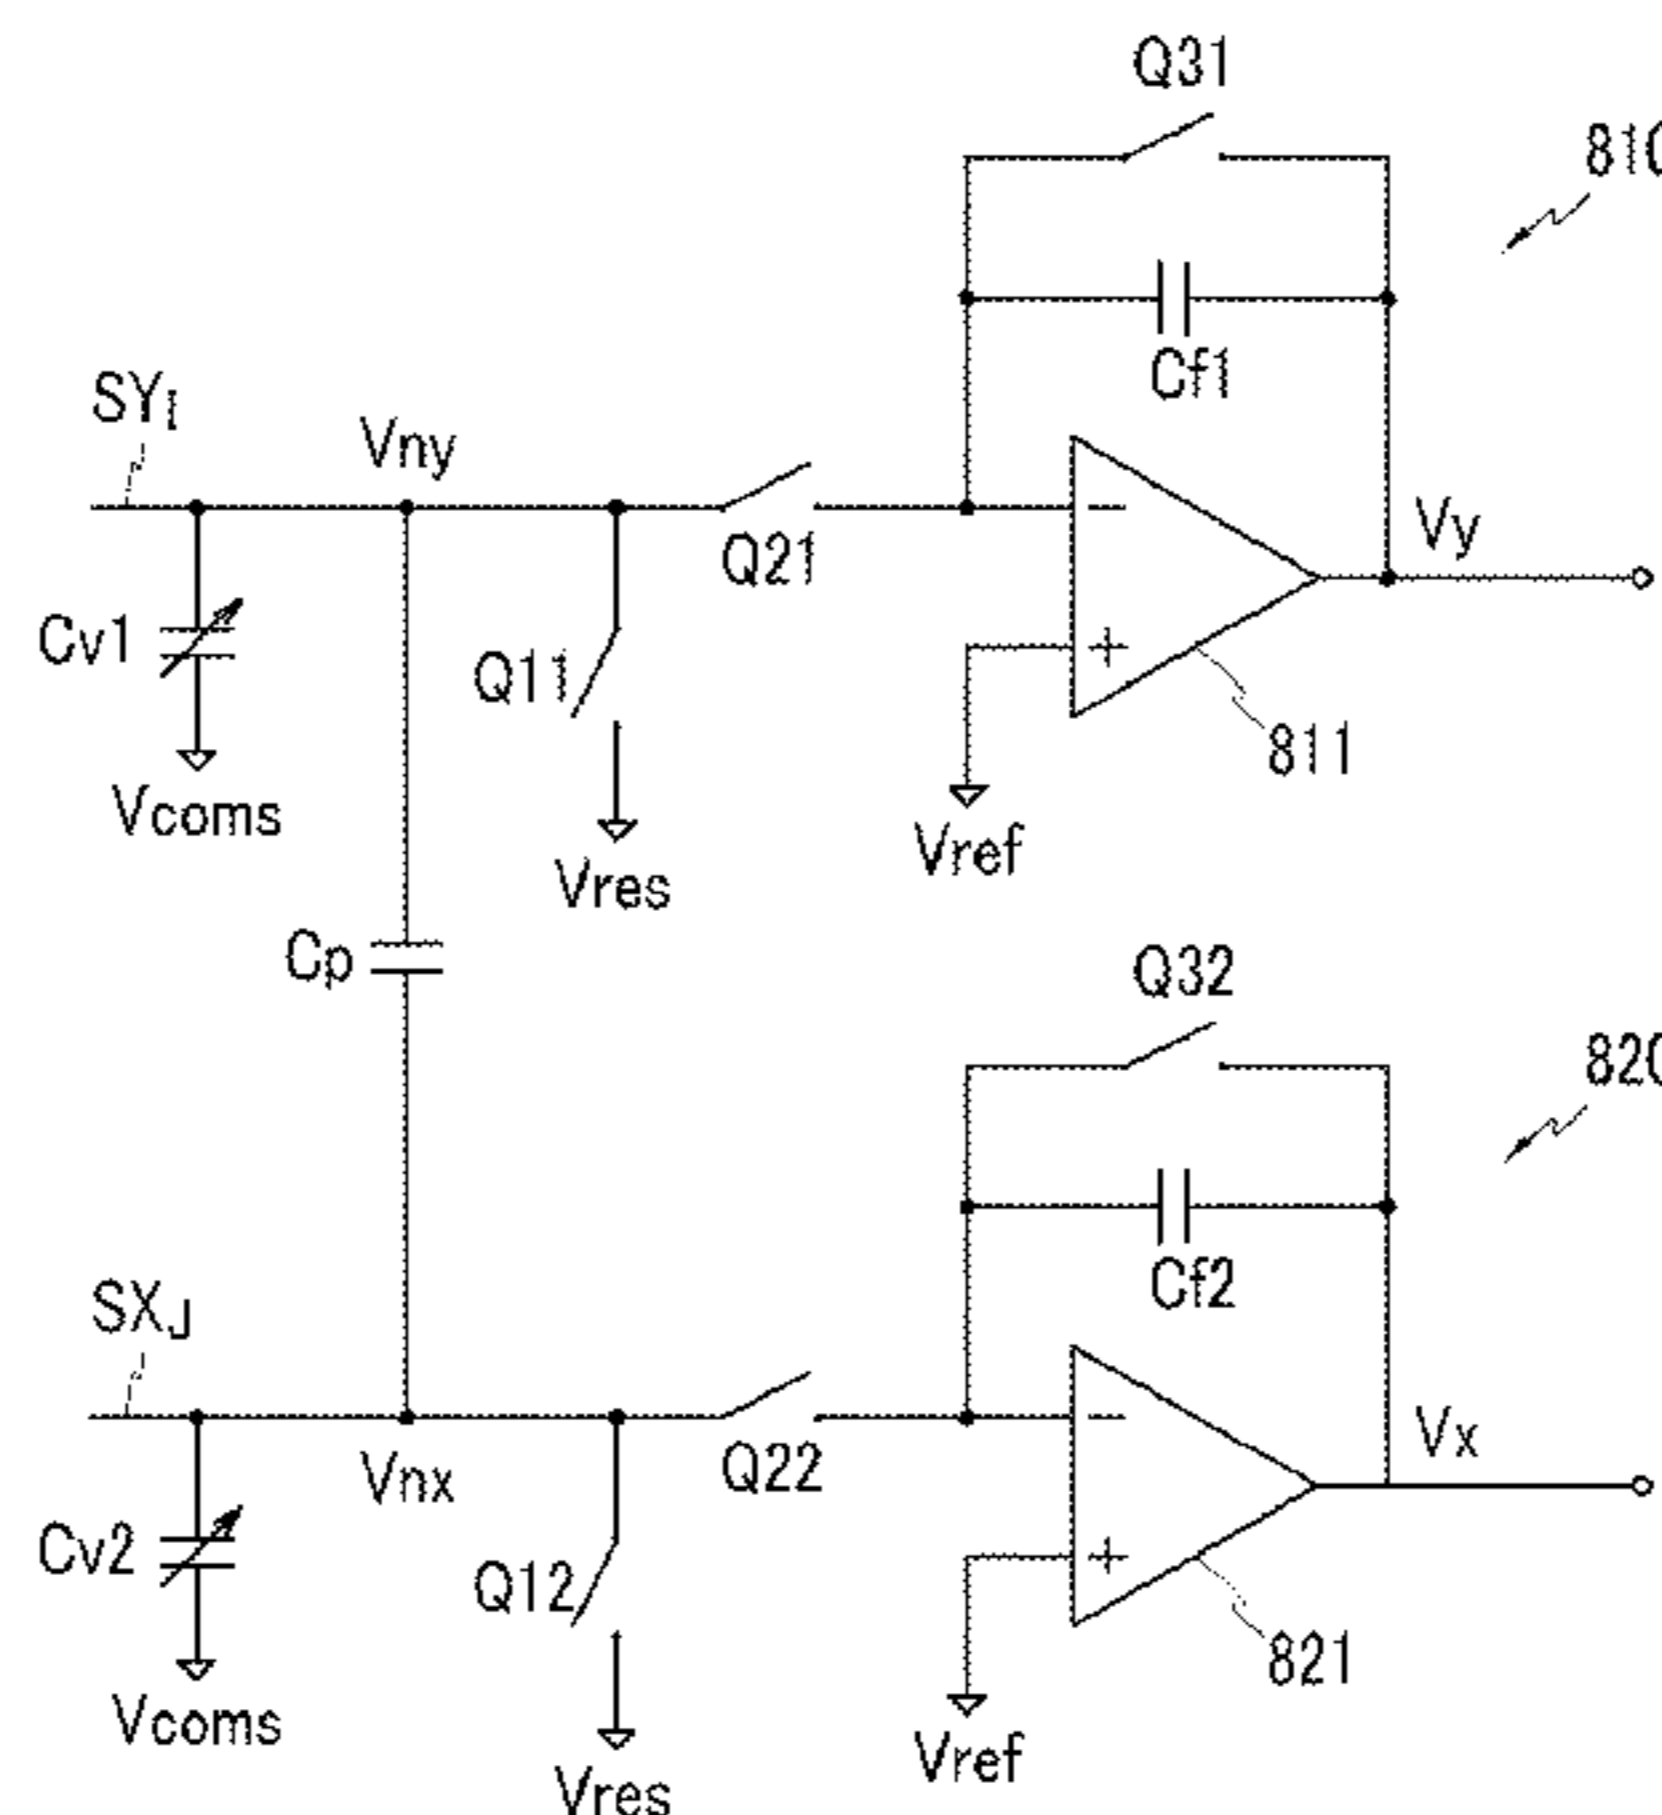 Q31
810
Cf1
SYI
Vny
Q21
Vy
Cv1
Q11
811
Vcoms
Vref
Vres
Cp
Q32
820
Cf2
SXJ
Vnx
Q22
Vx
Cv2
Q12
821
Vcoms
Vref
Vres